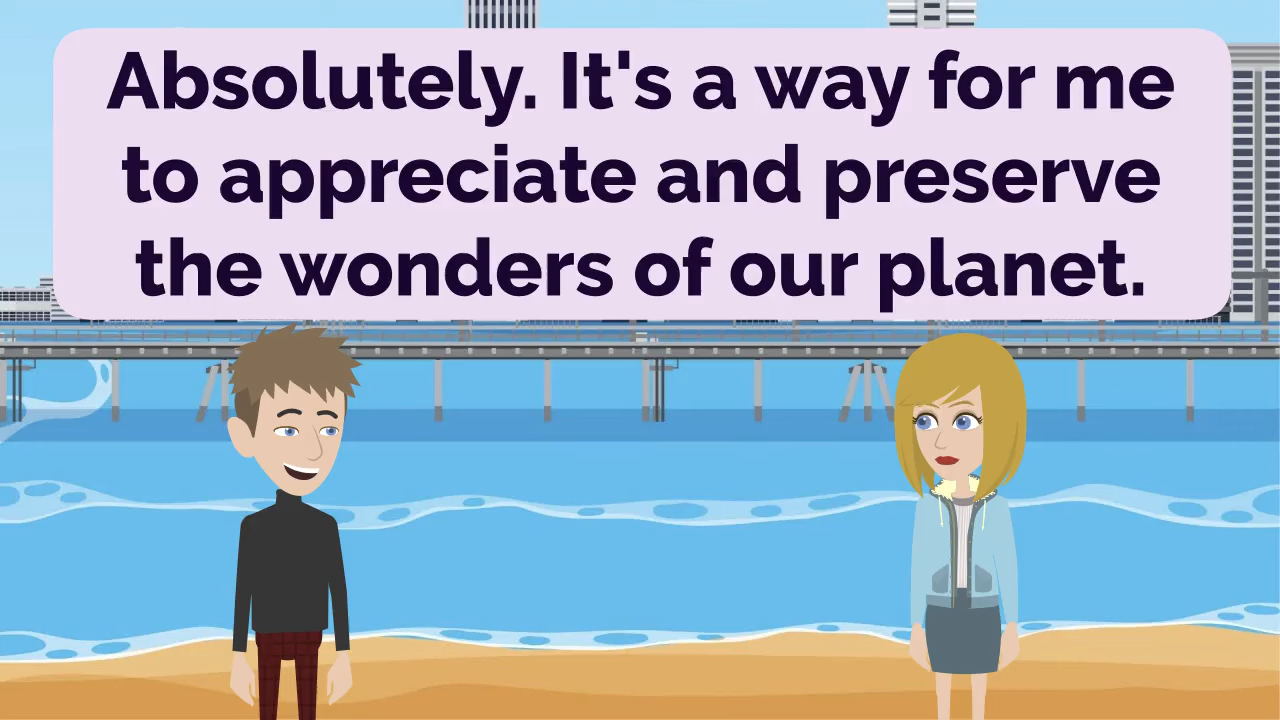 Absolutely. It's a way for me
to appreciate and preserve
the wonders of our planet.